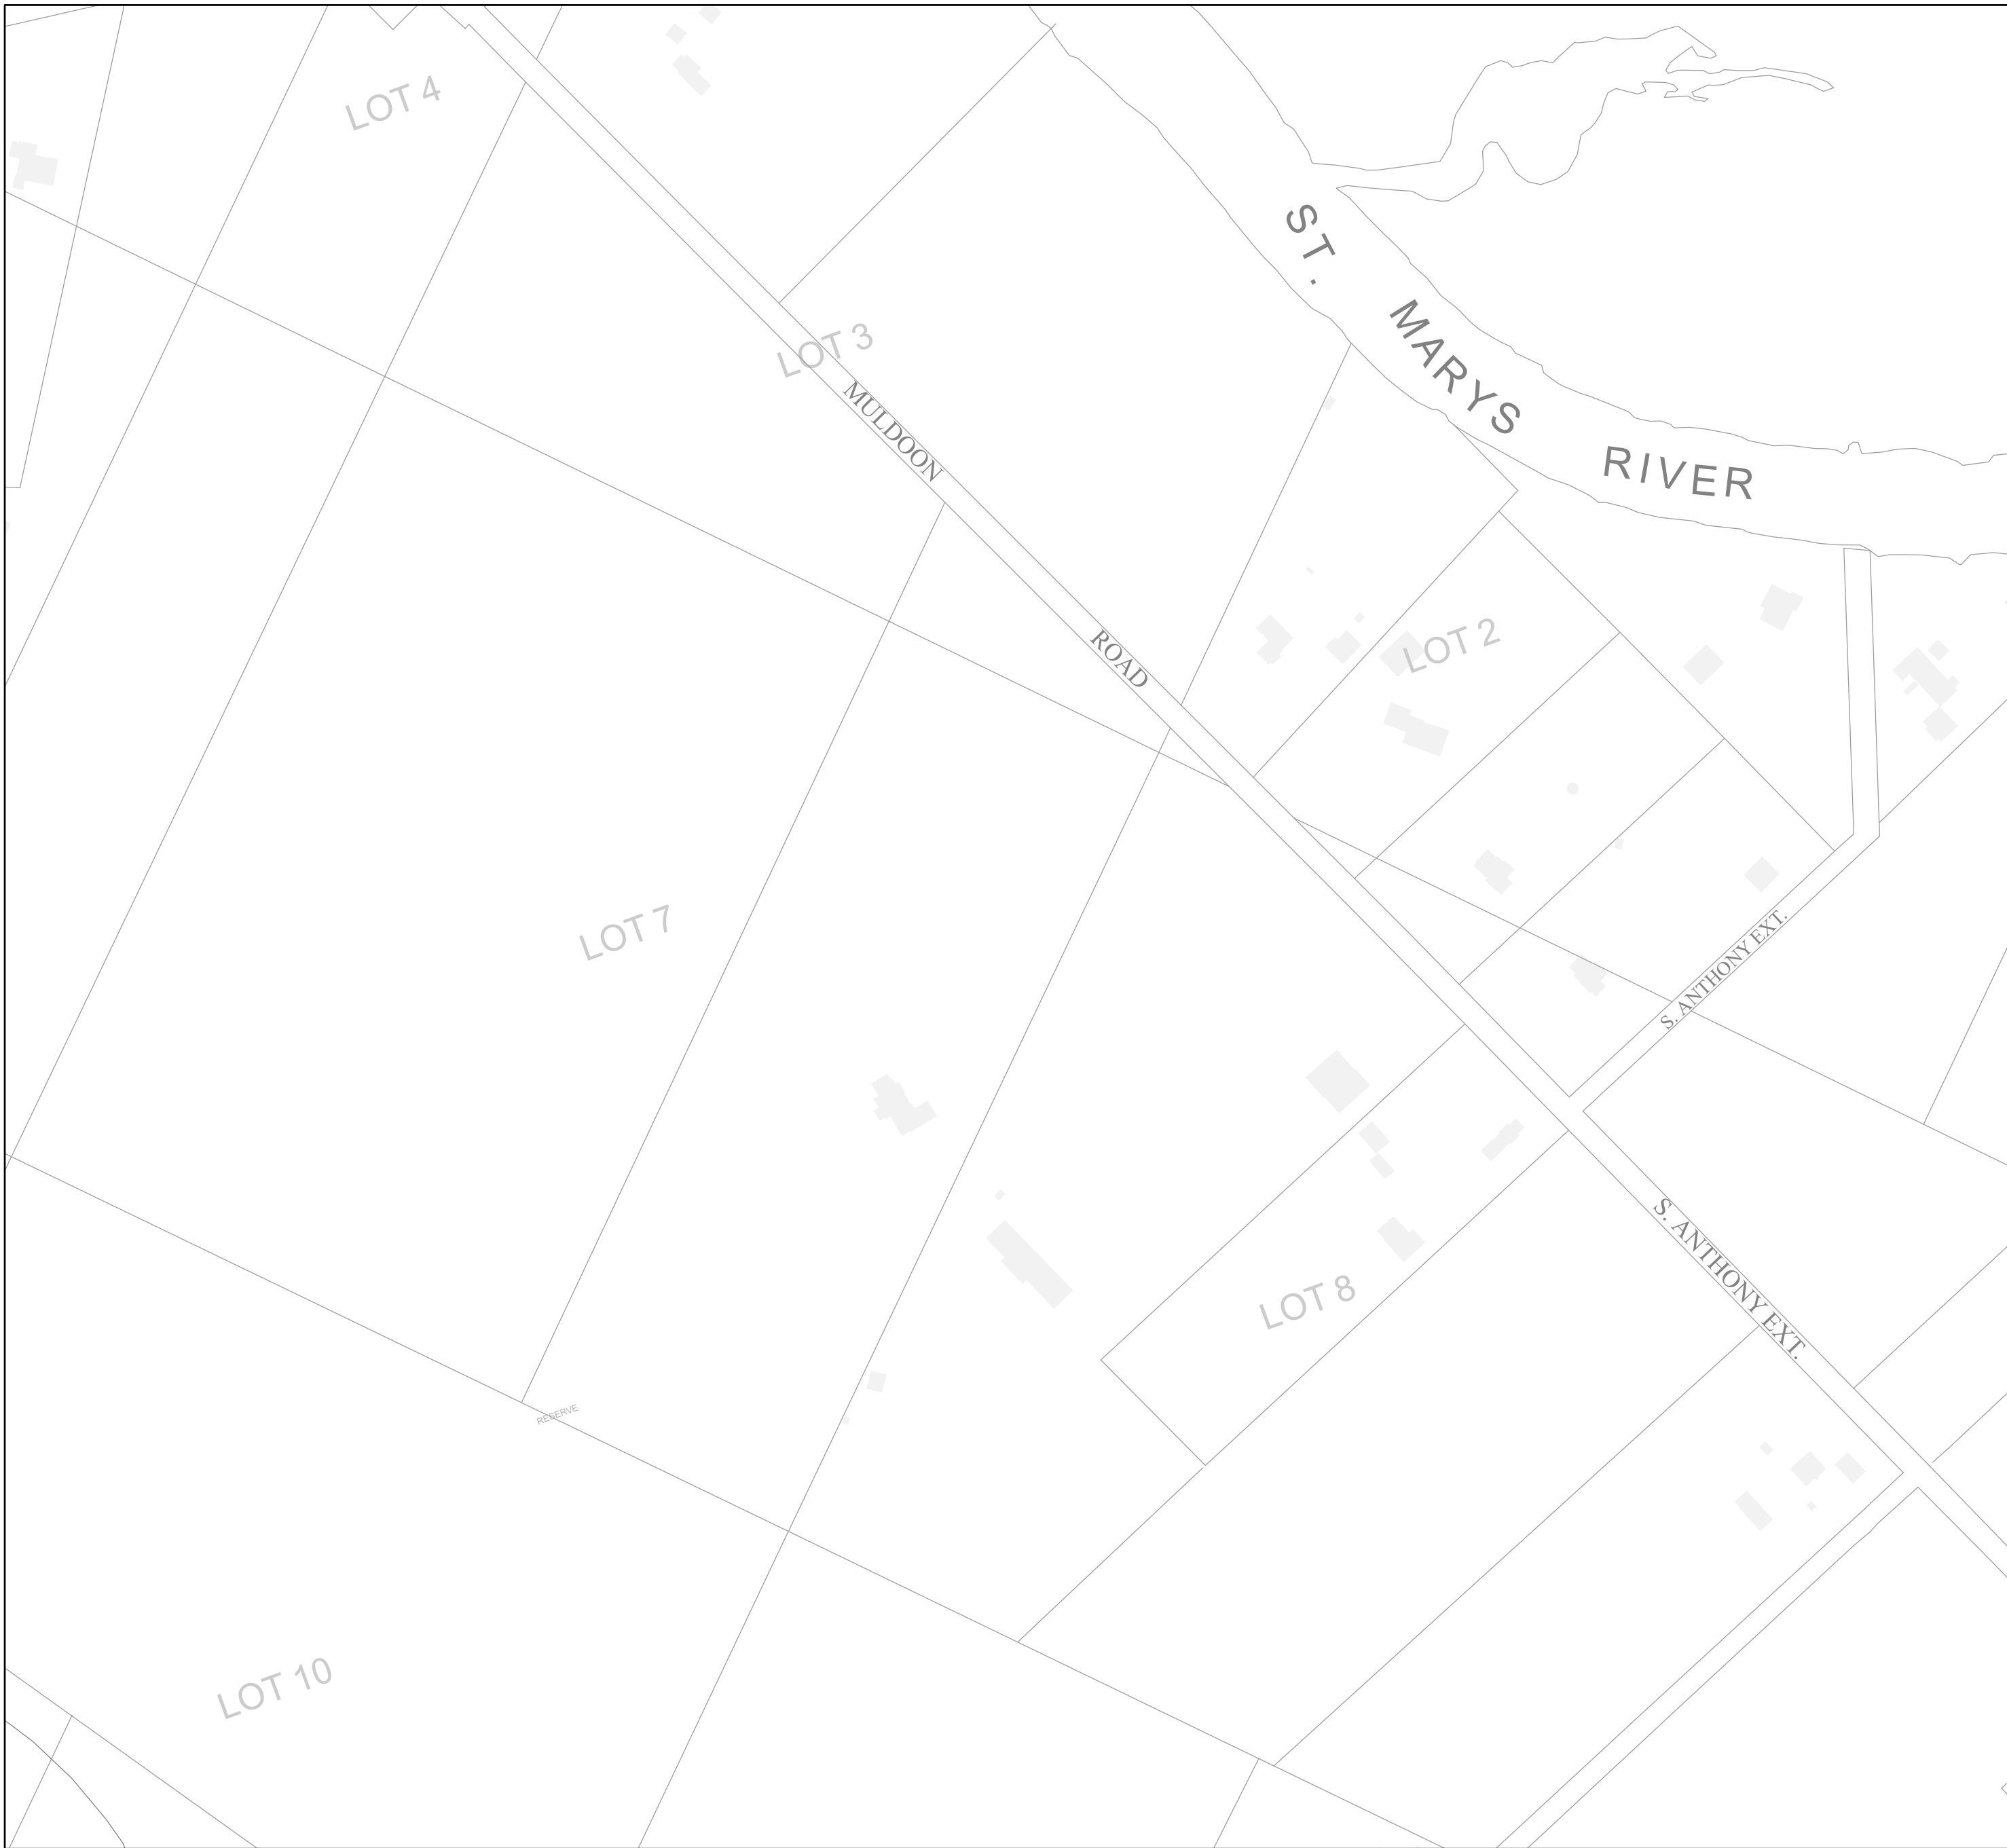 LOT 4
ST. MARYS RIVER
LOT 3
MULDOON ROAD
LOT 2
LOT 7
S. ANTHONY EXT.
S. ANTHONY EXT.
LOT 8
RESERVE
LOT 10